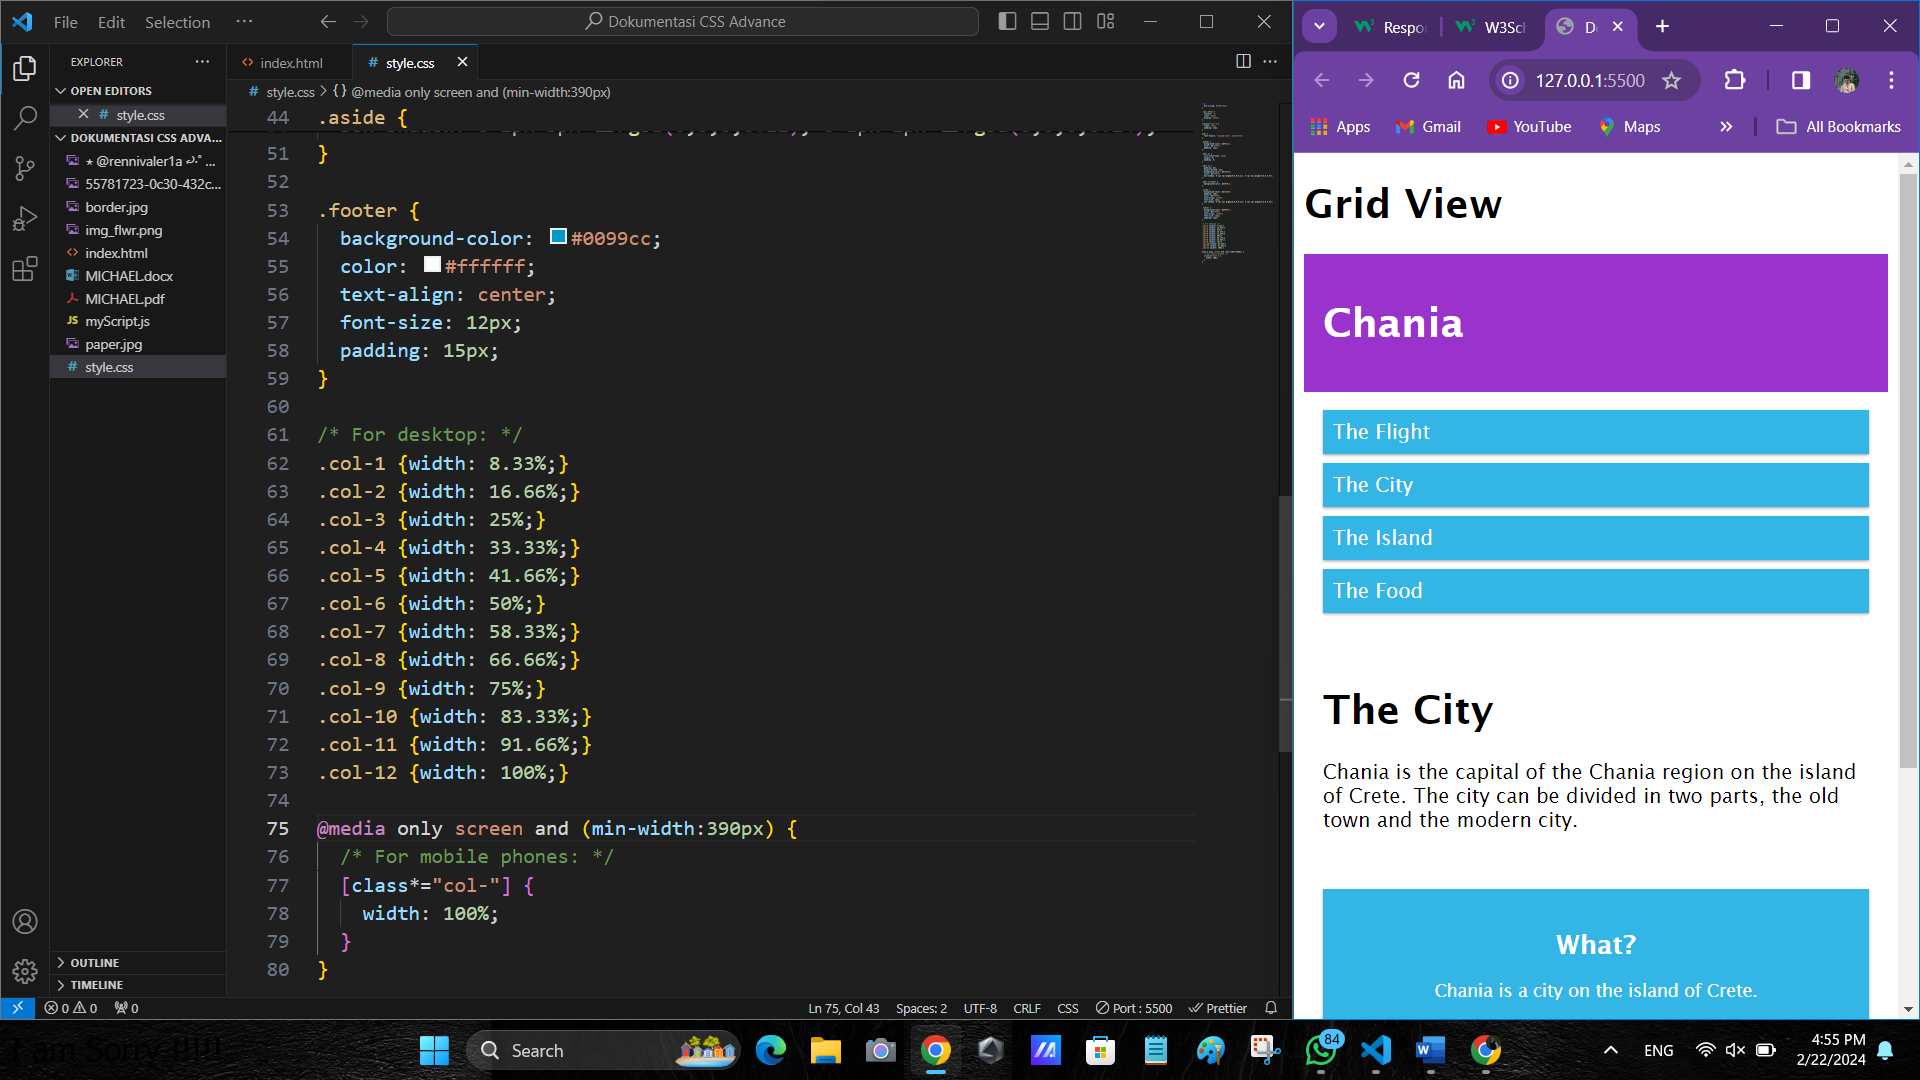 File Edit Selection ...
Dokumentasi CSS Advance
EXPLORER
OPEN EDITORS
style.css
DOKUMENTASI CSS ADVA...
55781723-0c30-432c...
border.jpg
img_flwr.png
index.html
MICHAEL.docx
MICHAEL.pdf
myScript.js
paper.jpg
style.css
OUTLINE
TIMELINE
index.html
style.css
style.css > {} @media only screen and (min-width:390px)
44 .aside {
51 }
52
53 .footer {
54 background-color: #0099cc;
55 color: #ffffff;
56 text-align: center;
57 font-size: 12px;
58 padding: 15px;
59 }
60
61 /* For desktop: */
62 .col-1 {width: 8.33%;}
63 .col-2 {width: 16.66%;}
64 .col-3 {width: 25%;}
65 .col-4 {width: 33.33%;}
66 .col-5 {width: 41.66%;}
67 .col-6 {width: 50%;}
68 .col-7 {width: 58.33%;}
69 .col-8 {width: 66.66%;}
70 .col-9 {width: 75%;}
71 .col-10 {width: 83.33%;}
72 .col-11 {width: 91.66%;}
73 .col-12 {width: 100%;}
74
75 @media only screen and (min-width:390px) {
76 /* For mobile phones: */
77 [class*="col-"] {
78 width: 100%;
79 }
80 }
0 0 0
Ln 75, Col 43 Spaces: 2 UTF-8 CRLF CSS Port : 5500 Prettier
Respo W3Sc D
127.0.0.1:5500
Apps Gmail YouTube Maps » All Bookmarks
Grid View
Chania
The Flight
The City
The Island
The Food
The City
Chania is the capital of the Chania region on the island
of Crete. The city can be divided in two parts, the old
town and the modern city.
What?
Chania is a city on the island of Crete.
Search
84
ENG
4:55 PM
2/22/2024